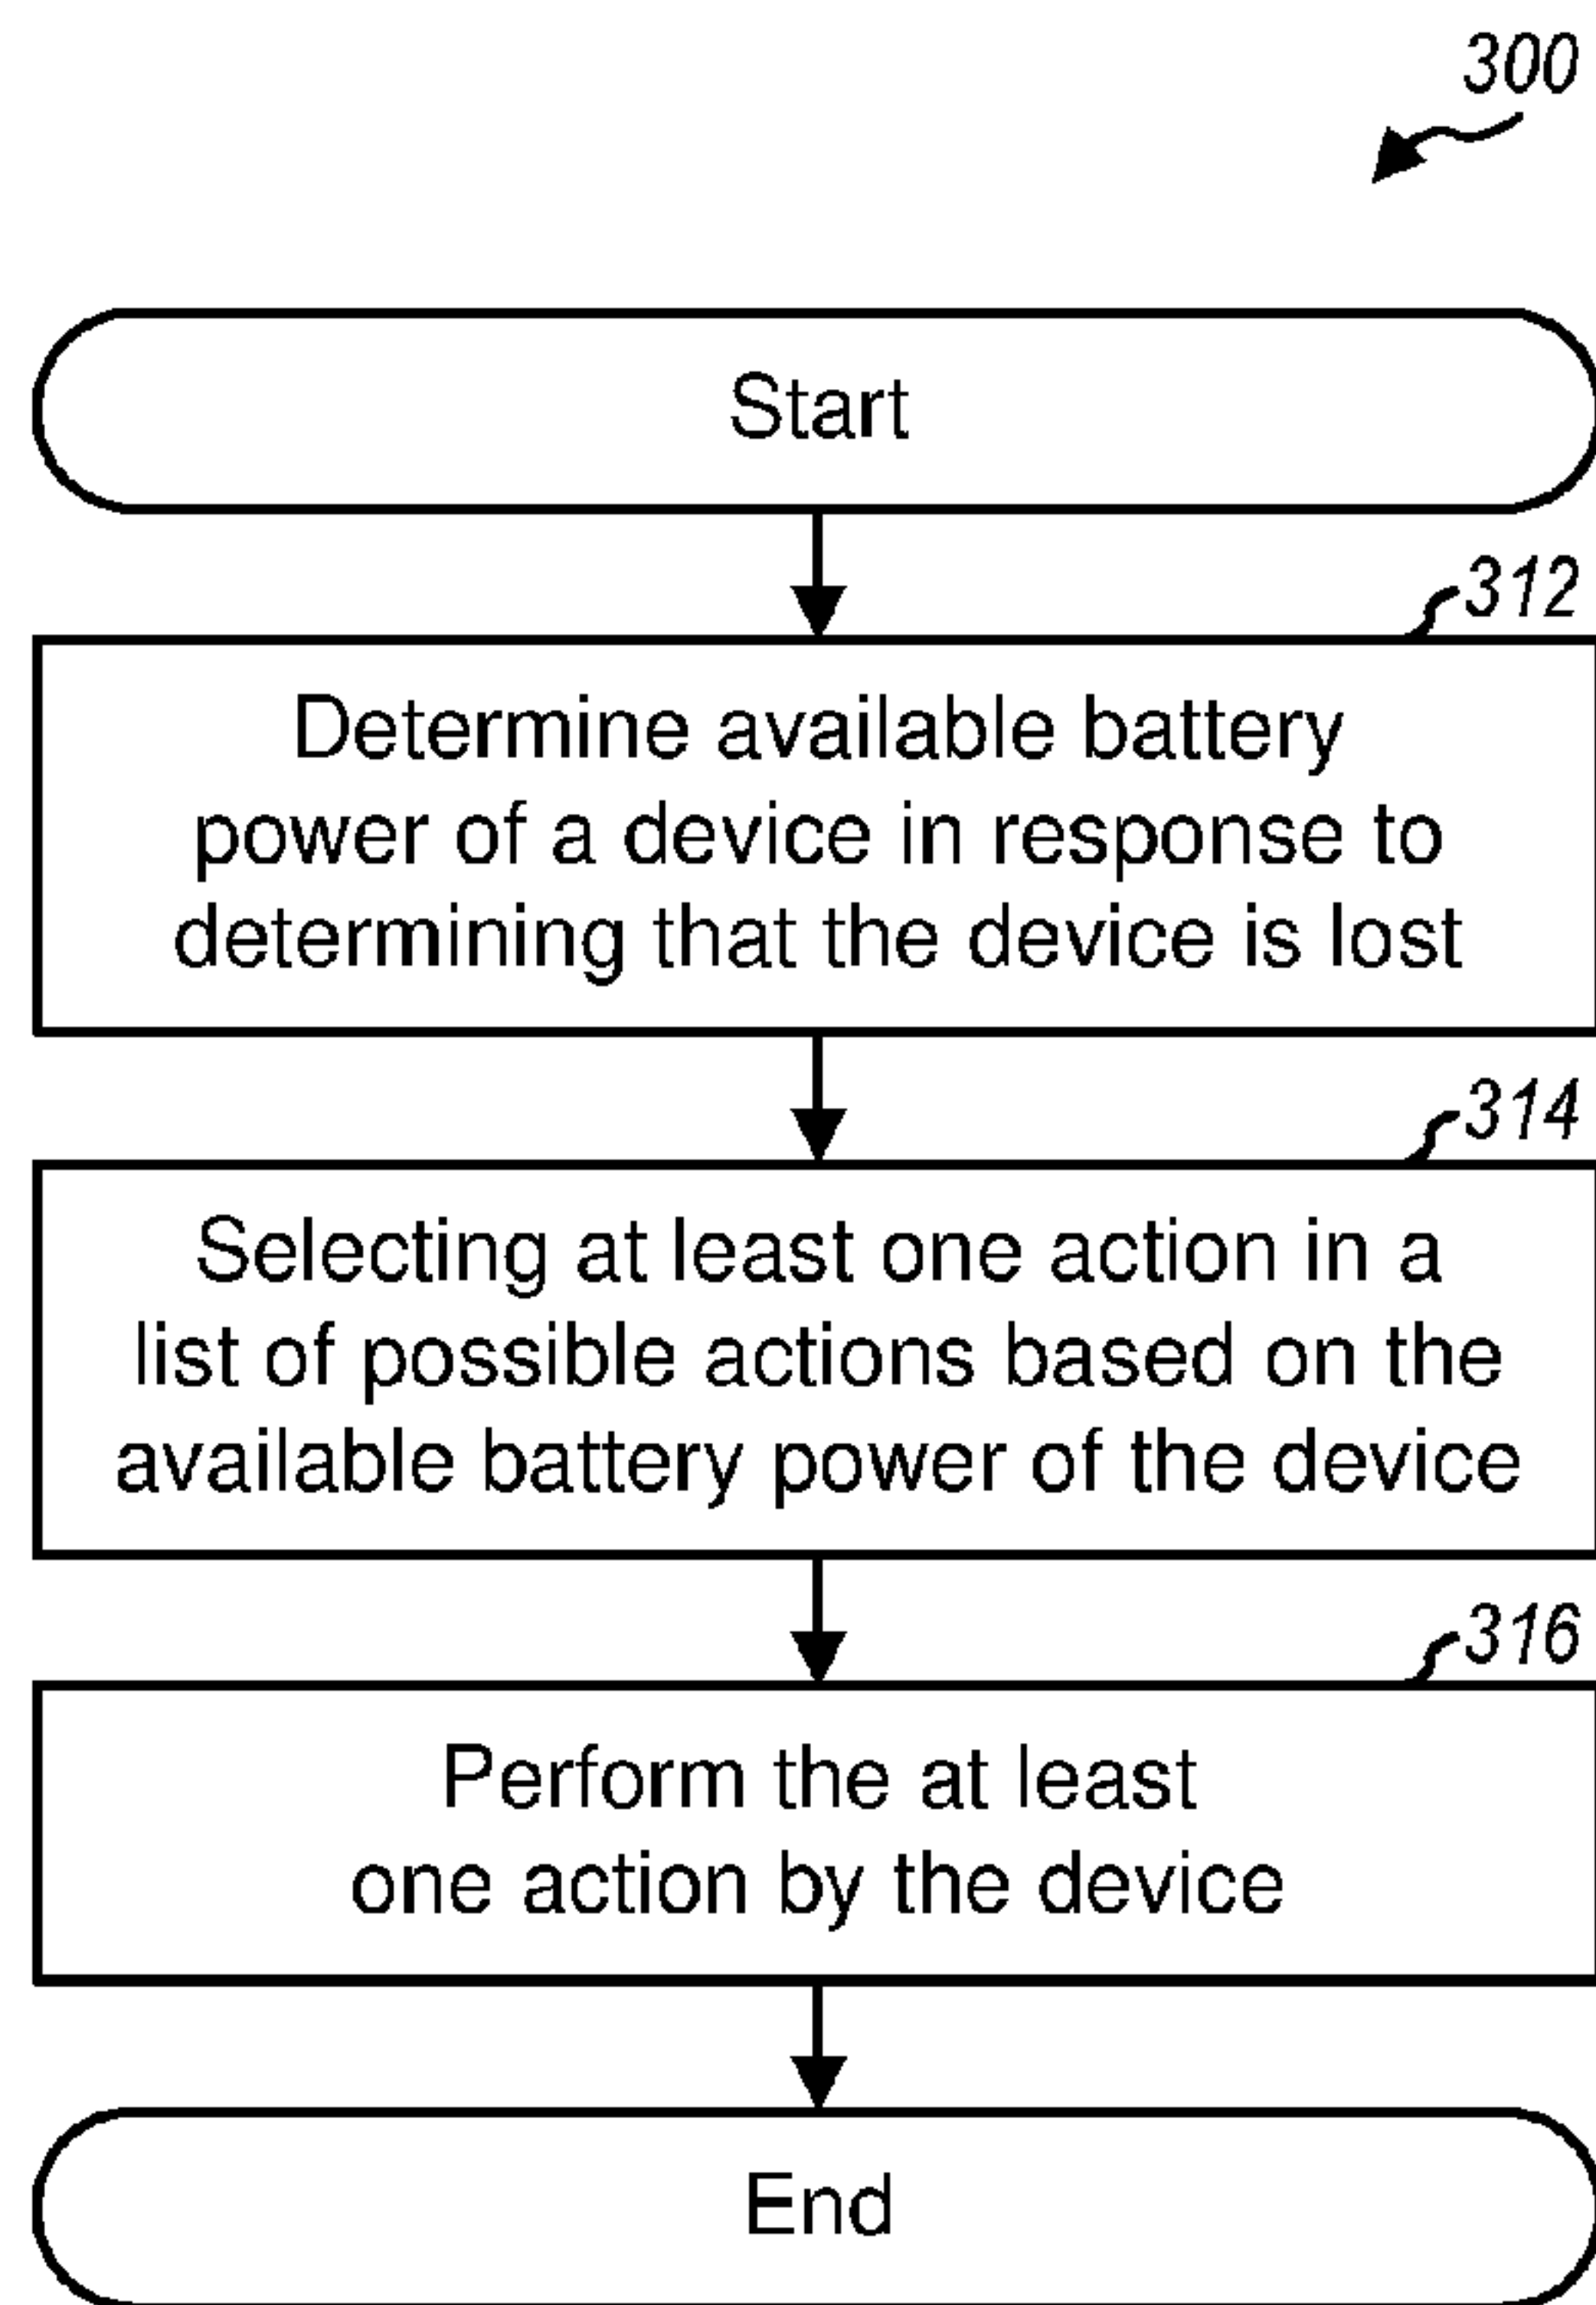 300
Start
312
Determine available battery
power of a device in response to
determining that the device is lost
314
Selecting at least one action in a
list of possible actions based on the
available battery power of the device
316
Perform the at least
one action by the device
End